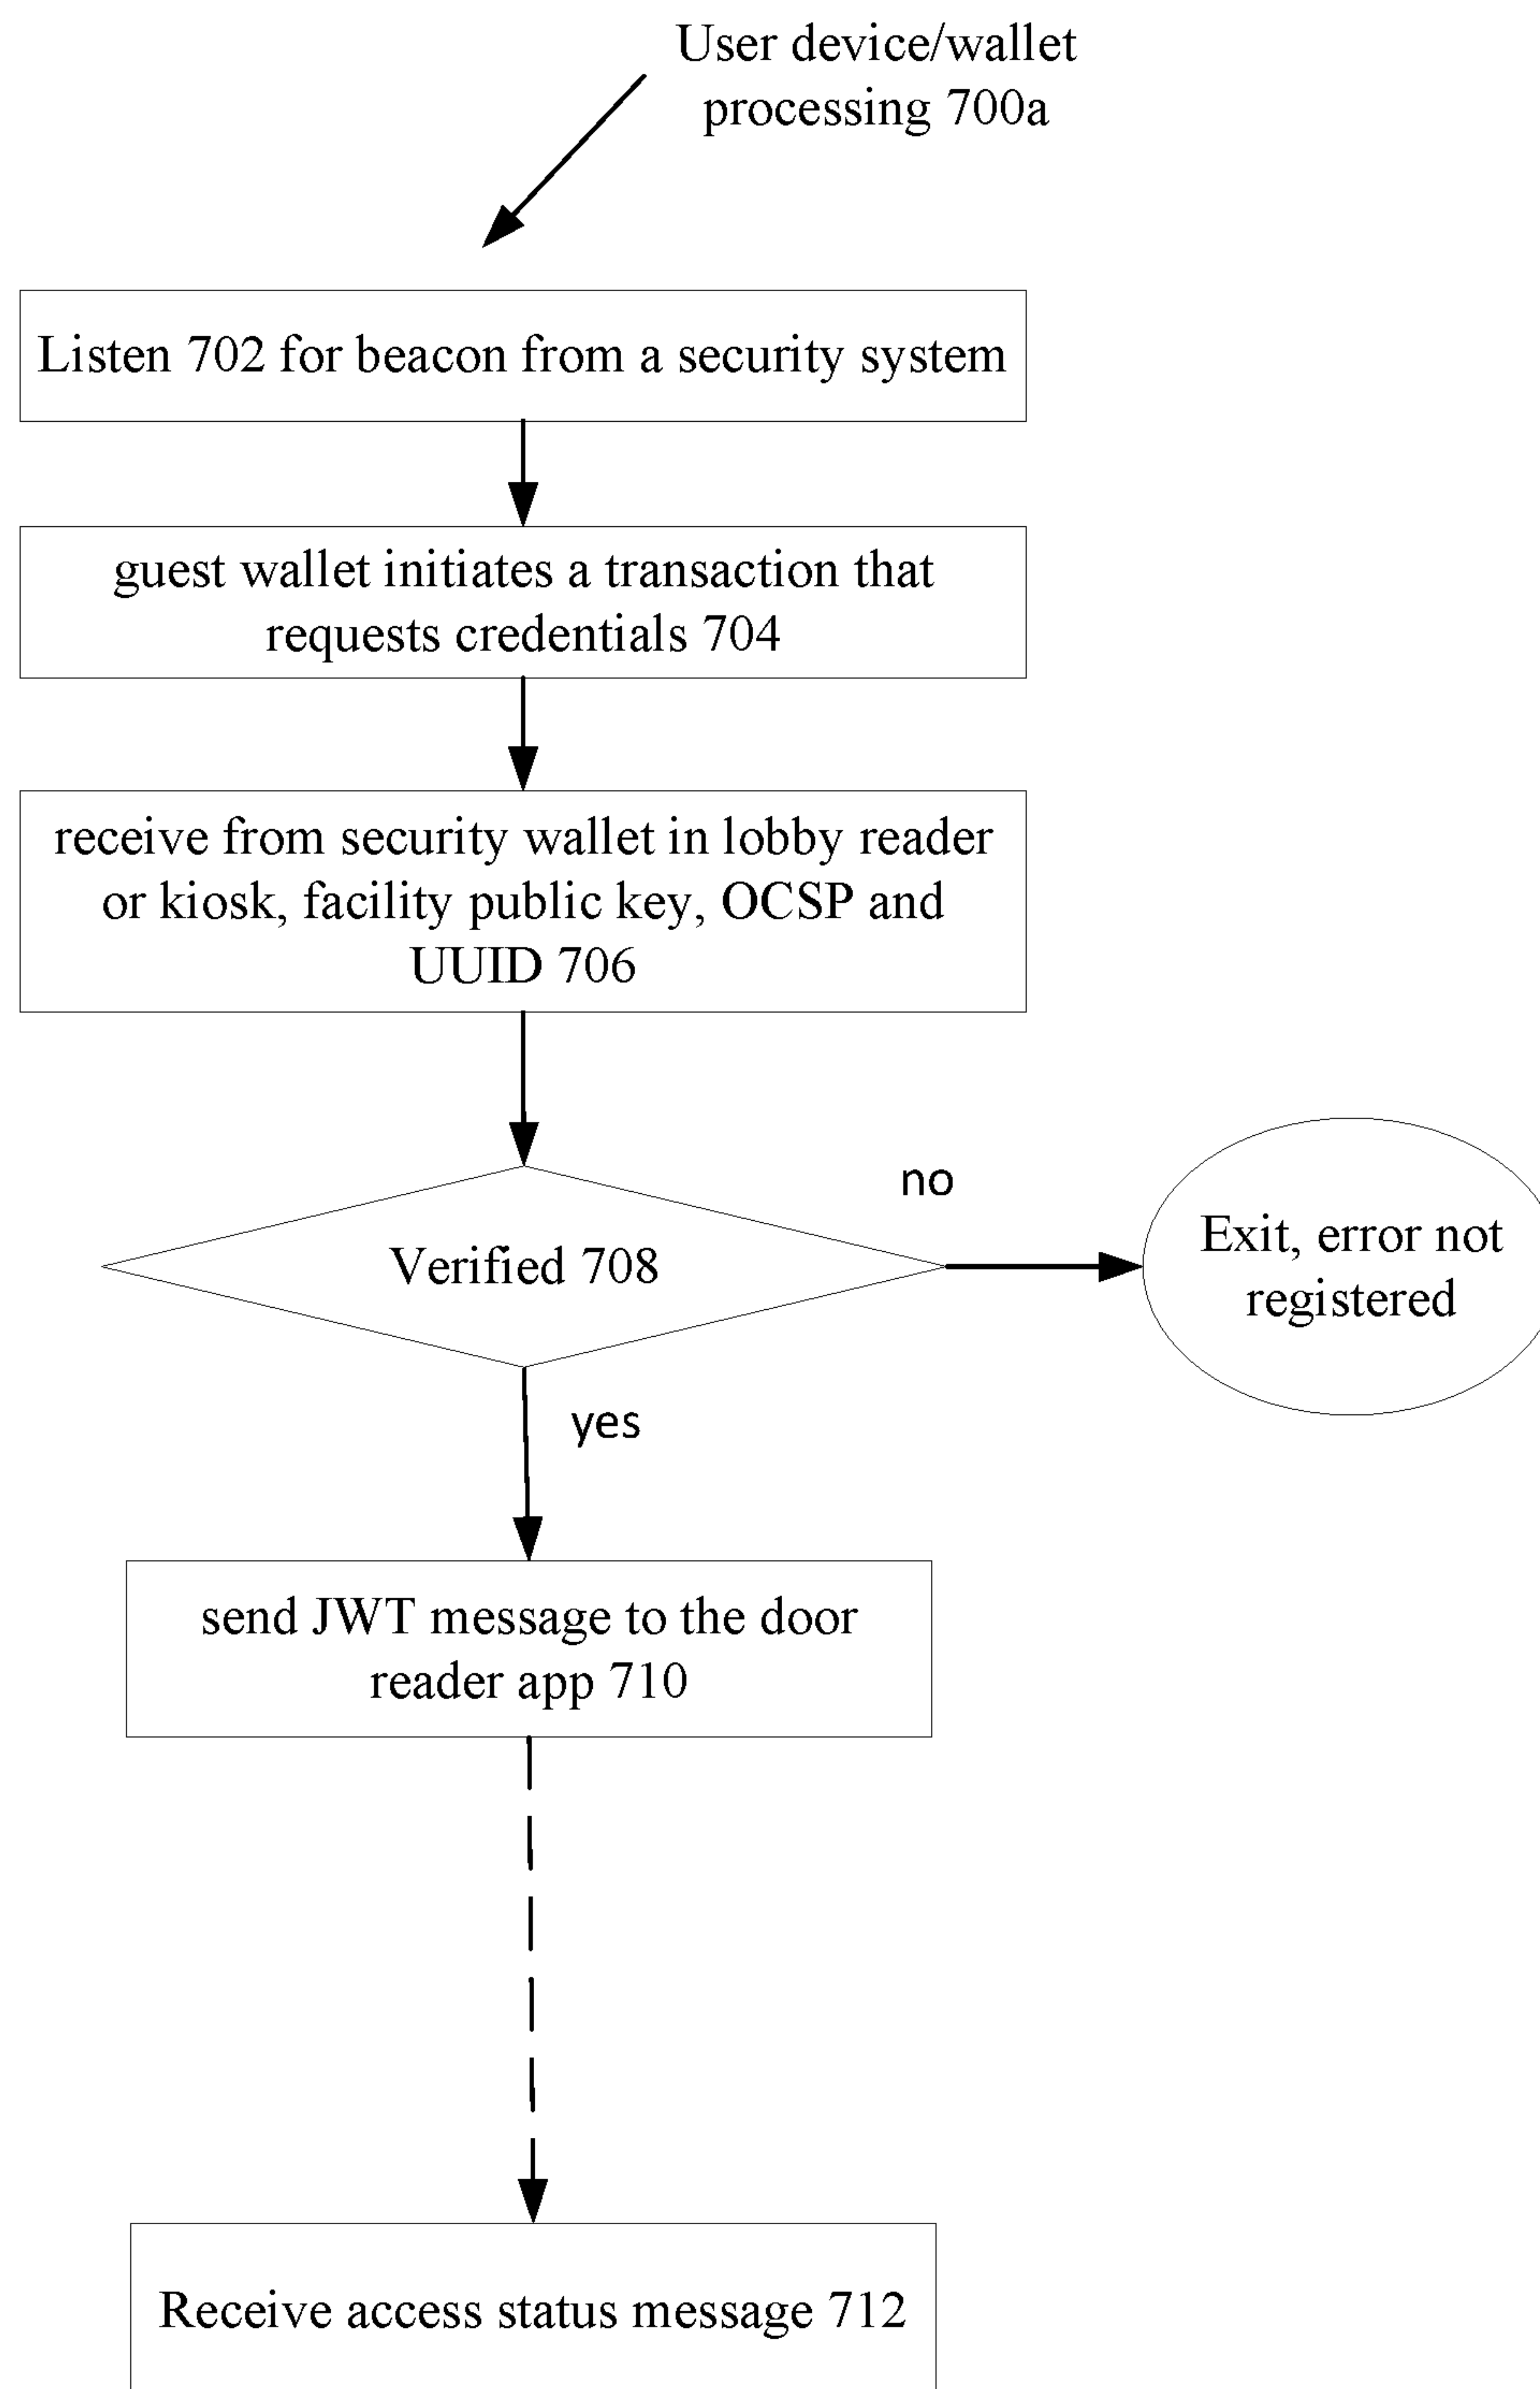 User device/wallet
processing 700a
Listen 702 for beacon from a security system
guest wallet initiates a transaction that
requests credentials 704
receive from security wallet in lobby reader
or kiosk, facility public key, OCSP and
UUID 706
Verified 708
no
Exit, error not
registered
yes
send JWT message to the door
reader app 710
Receive access status message 712